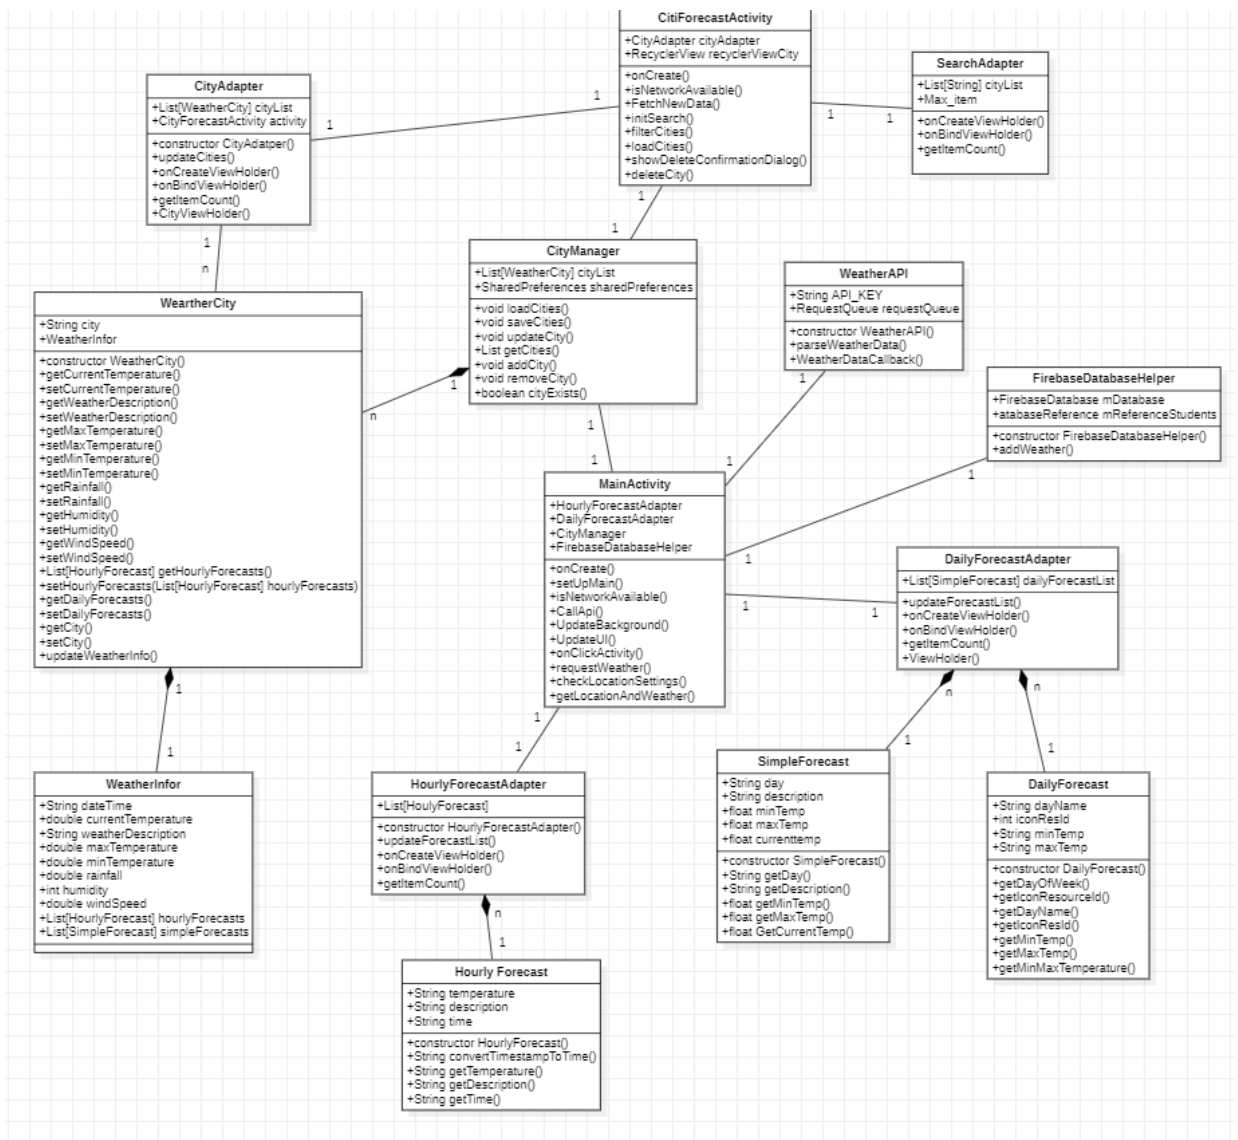 CitiForecastActivity
+CityAdapter cityAdapter
+RecyclerView recyclerViewCity
+onCreate()
+isNetworkAvailable()
+FetchNewData()
+initSearch()
+filterCities()
+loadCities()
+showDeleteConfirmationDialog()
+deleteCity()
SearchAdapter
+List[String] cityList
+Max_item
+onCreateViewHolder()
+onBindViewHolder()
+getItemCount()
CityAdapter
+List[WeatherCity] cityList
+CityForecastActivity activity
+constructor CityAdatper()
+updateCities()
+onCreateViewHolder()
+onBindViewHolder()
+getItemCount()
+CityViewHolder()
1
1
1
1
1
1
1
n
CityManager
+List[WeatherCity] cityList
+SharedPreferences sharedPreferences
+void loadCities()
+void saveCities()
+void updateCity()
+List getCities()
+void addCity()
+void removeCity()
+boolean cityExists()
WeatherAPI
+String API_KEY
+RequestQueue requestQueue
+constructor WeatherAPI()
+parseWeatherData()
+WeatherDataCallback()
WeartherCity
+String city
+WeatherInfor
+constructor WeatherCity()
+getCurrentTemperature()
+setCurrentTemperature()
+getWeatherDescription()
+setWeatherDescription()
+getMaxTemperature()
+setMaxTemperature()
+getMinTemperature()
+setMinTemperature()
+getRainfall()
+setRainfall()
+getHumidity()
+setHumidity()
+getWindSpeed()
+setWindSpeed()
+List[HourlyForecast] getHourlyForecasts()
+setHourlyForecasts(List[HourlyForecast] hourlyForecasts)
+getDailyForecasts()
+setDailyForecasts()
+getCity()
+setCity()
+updateWeatherInfo()
1
n
1
1
1
1
FirebaseDatabaseHelper
+FirebaseDatabase mDatabase
+atabaseReference mReferenceStudents
+constructor FirebaseDatabaseHelper()
+addWeather()
1
1
MainActivity
+HourlyForecastAdapter
+DailyForecastAdapter
+CityManager
+FirebaseDatabaseHelper
+onCreate()
+setUpMain()
+isNetworkAvailable()
+CallApi()
+UpdateBackground()
+UpdateUI()
+onClickActivity()
+requestWeather()
+checkLocationSettings()
+getLocationAndWeather()
DailyForecastAdapter
+List[SimpleForecast] dailyForecastList
+updateForecastList()
+onCreateViewHolder()
+onBindViewHolder()
+getItemCount()
+ViewHolder()
1
1
1
1
1
1
n
1
n
1
WeatherInfor
+String dateTime
+double currentTemperature
+String weatherDescription
+double maxTemperature
+double minTemperature
+double rainfall
+int humidity
+double windSpeed
+List[HourlyForecast] hourlyForecasts
+List[SimpleForecast] simpleForecasts
HourlyForecastAdapter
+List[HoulyForecast]
+constructor HourlyForecastAdapter()
+updateForecastList()
+onCreateViewHolder()
+onBindViewHolder()
+getItemCount()
n
1
SimpleForecast
+String day
+String description
+float minTemp
+float maxTemp
+float currenttemp
+constructor SimpleForecast()
+String getDay()
+String getDescription()
+float getMinTemp()
+float getMaxTemp()
+float GetCurrentTemp()
DailyForecast
+String dayName
+int iconResId
+String minTemp
+String maxTemp
+constructor DailyForecast()
+getDayOfWeek()
+getIconResourceId()
+getDayName()
+getIconResId()
+getMinTemp()
+getMaxTemp()
+getMinMaxTemperature()
Hourly Forecast
+String temperature
+String description
+String time
+constructor HourlyForecast()
+String convertTimestampToTime()
+String getTemperature()
+String getDescription()
+String getTime()